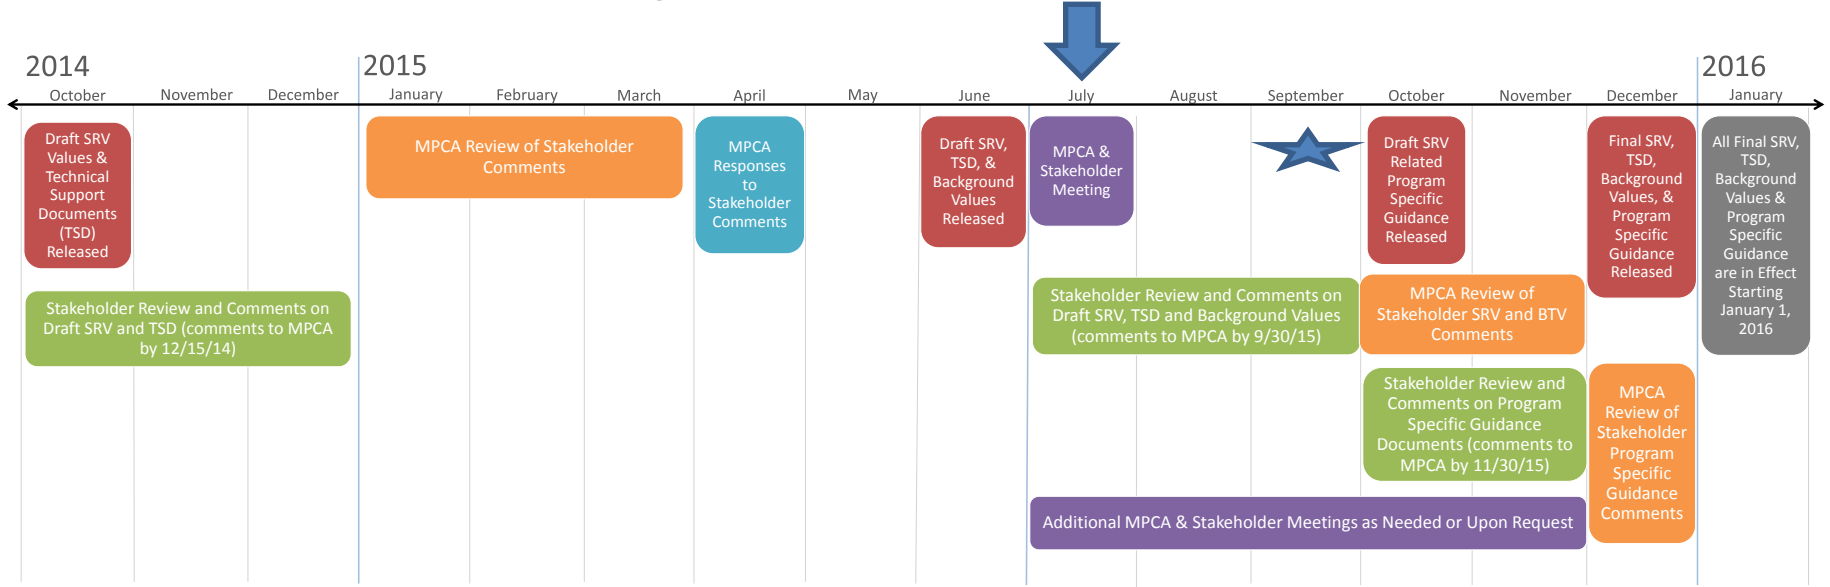 2014
2015
2016
October
November
December
January
February
March
April
May
June
July
August
September
October
November
December
January
Draft SRV
Values &
Technical
Support
Documents
(TSD)
Released
MPCA Review of Stakeholder
Comments
MPCA
Responses
to
Stakeholder
Comments
Draft SRV,
TSD, &
Background
Values
Released
MPCA &
Stakeholder
Meeting
Draft SRV
Related
Program
Specific
Guidance
Released
Final SRV,
TSD,
Background
Values, &
Program
Specific
Guidance
Released
All Final SRV,
TSD,
Background
Values &
Program
Specific
Guidance
are in Effect
Starting
January 1,
2016
Stakeholder Review and Comments on
Draft SRV and TSD (comments to MPCA
by 12/15/14)
Stakeholder Review and Comments on
Draft SRV, TSD and Background Values
(comments to MPCA by 9/30/15)
MPCA Review of
Stakeholder SRV and BTV
Comments
Stakeholder Review and
Comments on Program
Specific Guidance
Documents (comments to
MPCA by 11/30/15)
MPCA
Review of
Stakeholder
Program
Specific
Guidance
Comments
Additional MPCA & Stakeholder Meetings as Needed or Upon Request